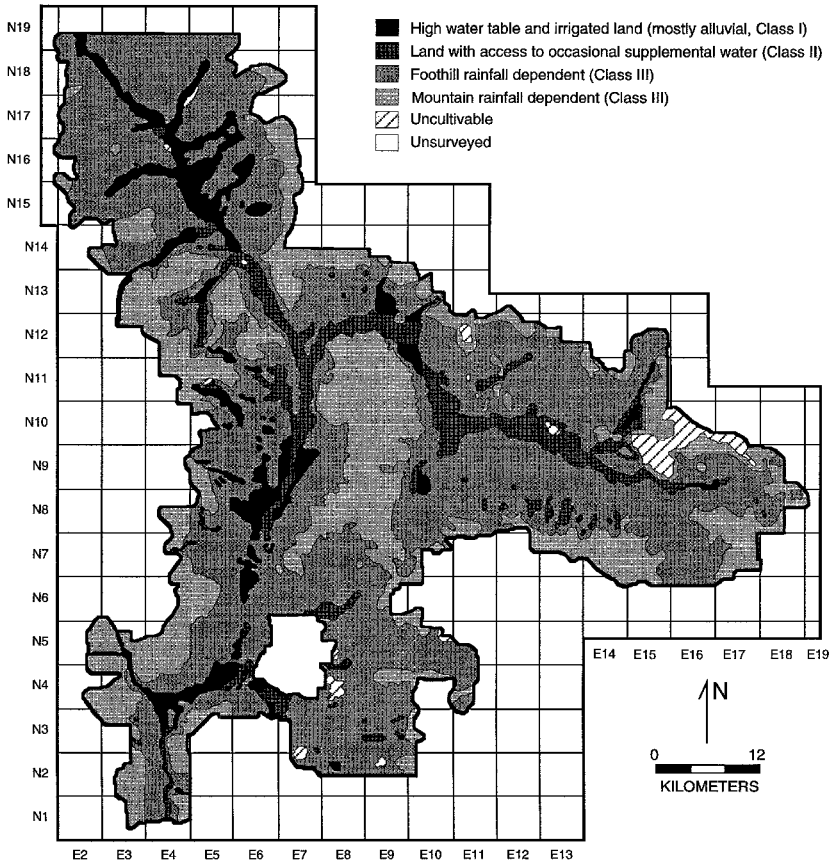 High water table and irrigated land (mostly alluvial, Class I)
Land with access to occasional supplemental water (Class II)
Foothill rainfall dependent (Class III)
Mountain rainfall dependent (Class III)
Uncultivable
Unsurveyed
N19
N18
N17
N16
N15
N14
N13
N12
N11
N10
N9
N8
N7
N6
N5
N4
N3
N2
N1
E14 E15 E16 E17 E18 E19
N
0 12
KILOMETERS
E2 E3 E4 E5 E6 E7 E8 E9 E10 E11 E12 E13